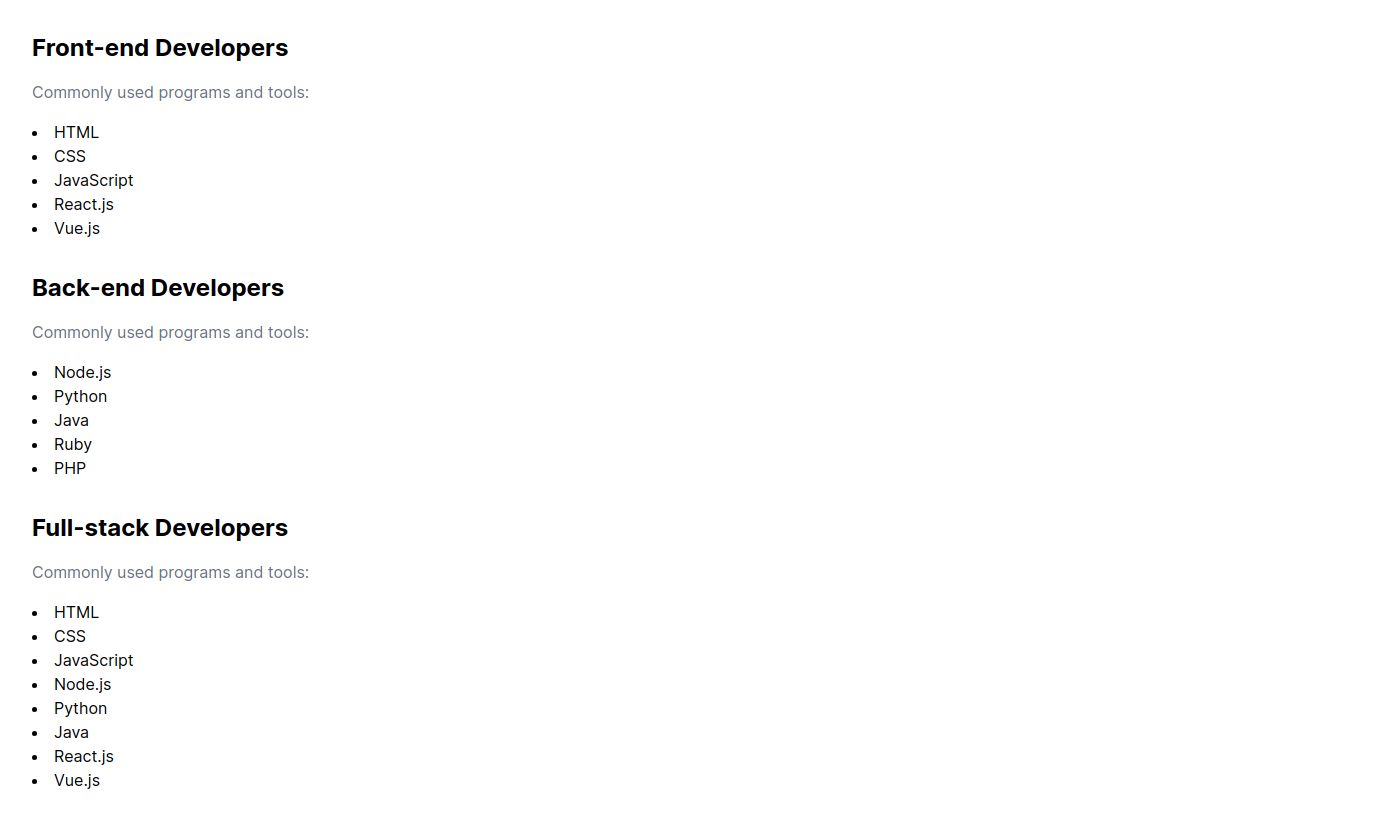 Front-end Developers
Commonly used programs and tools:
HTML
CSS
JavaScript
React.js
Vue.js
Back-end Developers
Commonly used programs and tools:
Node.js
Python
Java
Ruby
PHP
Full-stack Developers
Commonly used programs and tools:
HTML
CSS
JavaScript
Node.js
Python
Java
React.js
Vue.js